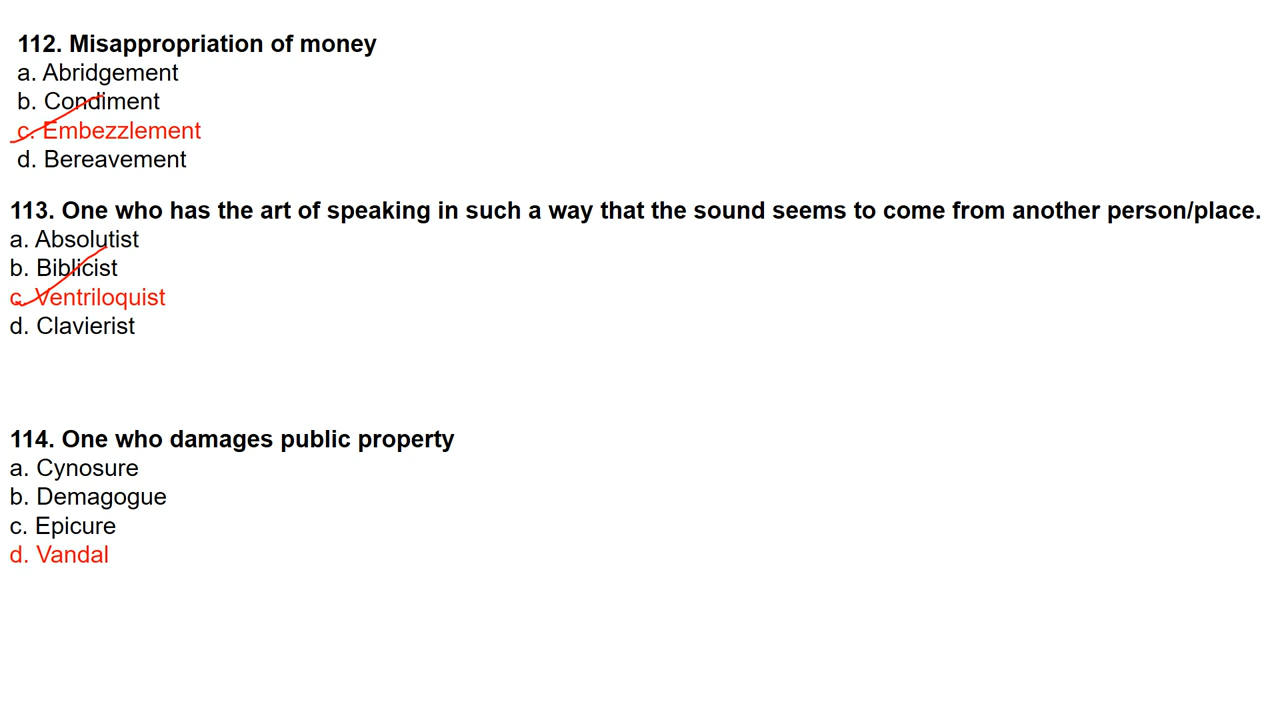 112. Misappropriation of money
a. Abridgement
b. Condiment
c. Embezzlement
d. Bereavement
113. One who has the art of speaking in such a way that the sound seems to come from another person/place.
a. Absolutist
b. Biblicist
c. Ventriloquist
d. Clavierist
114. One who damages public property
a. Cynosure
b. Demagogue
c. Epicure
d. Vandal